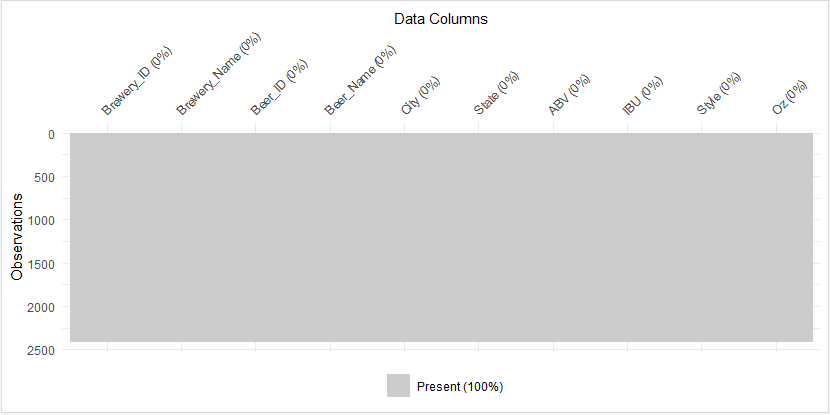 Data Columns
Brewery_ID (0%)
Brewery_Name (0%)
Beer_ID (0%)
Beer_Name (0%)
City (0%)
State (0%)
ABV (0%)
IBU (0%)
Style (0%)
Oz (0%)
Observations
0
500
1000
1500
2000
2500
Present (100%)